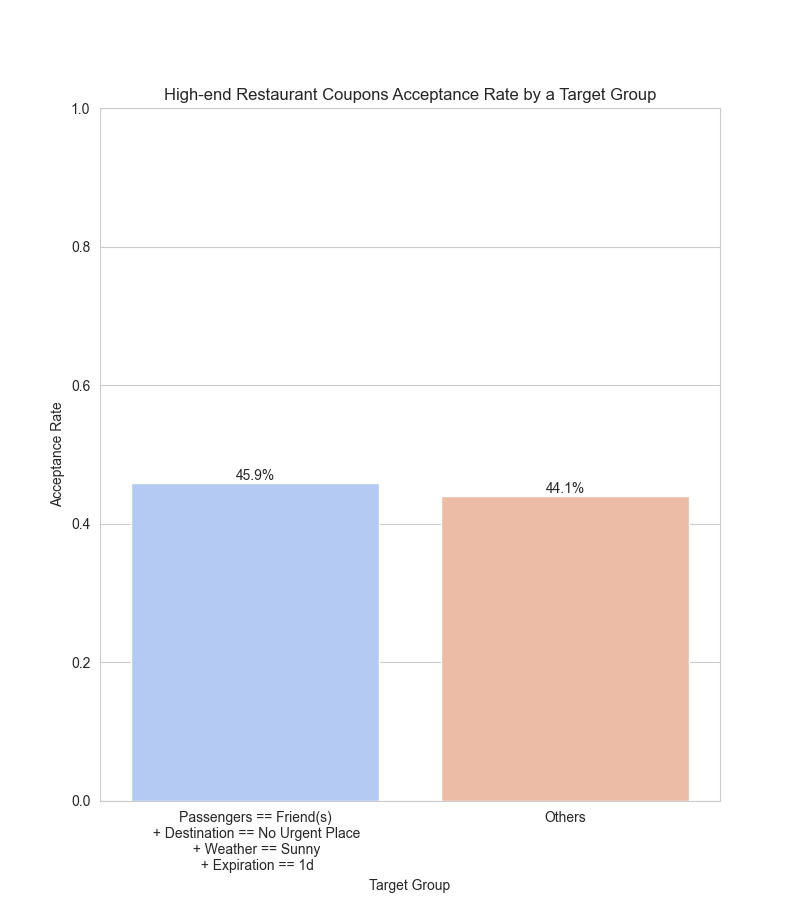 High-end Restaurant Coupons Acceptance Rate by a Target Group
1.0
0.8
0.6
0.4
0.2
0.0
Acceptance Rate
45.9%
44.1%
Passengers == Friend(s)
+ Destination == No Urgent Place
+ Weather == Sunny
+ Expiration == 1d
Others
Target Group